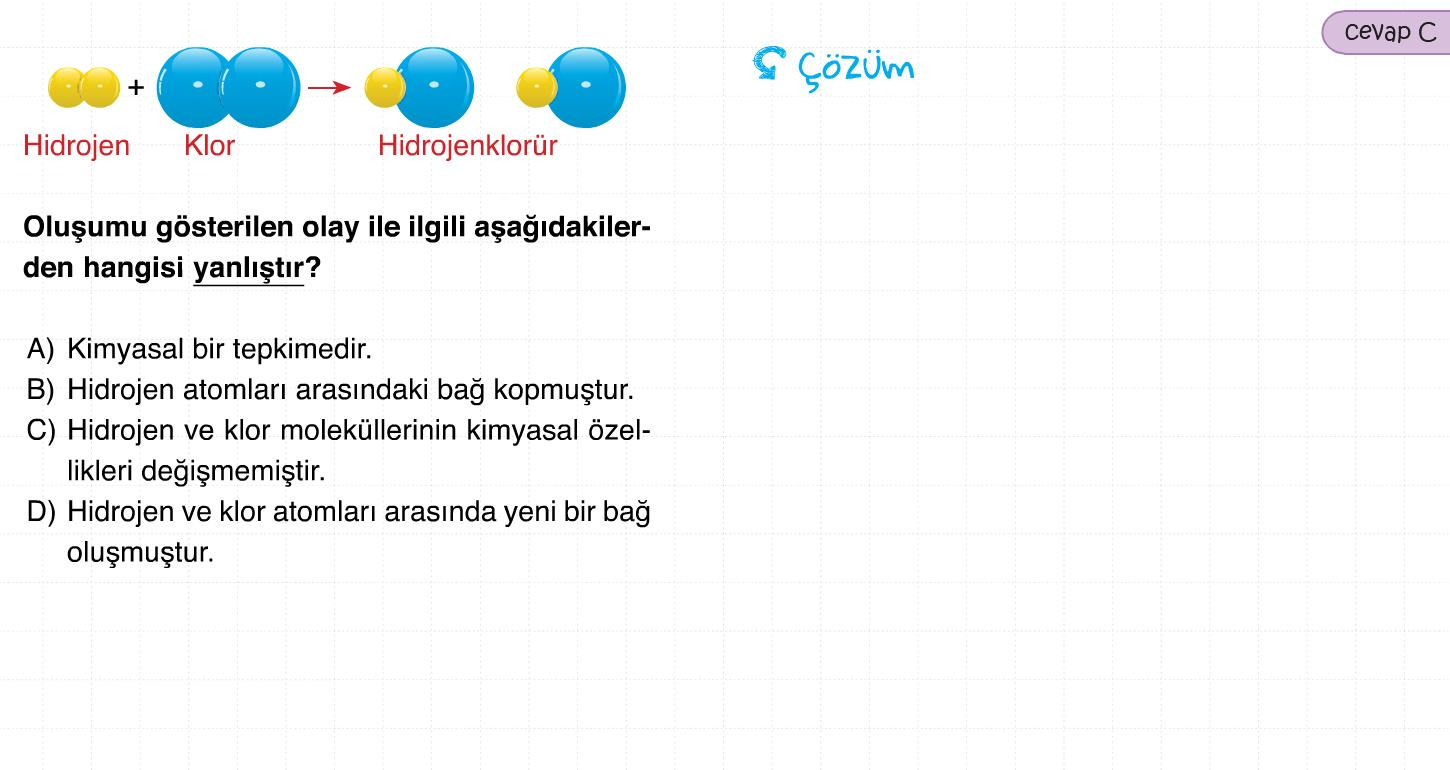 cevap C
+
Hidrojen Klor Hidrojenklorür
Çözüm
Oluşumu gösterilen olay ile ilgili aşağıdakiler-
den hangisi yanlıştır?
A) Kimyasal bir tepkimedir.
B) Hidrojen atomları arasındaki bağ kopmuştur.
C) Hidrojen ve klor moleküllerinin kimyasal özel-
likleri değişmemiştir.
D) Hidrojen ve klor atomları arasında yeni bir bağ
oluşmuştur.